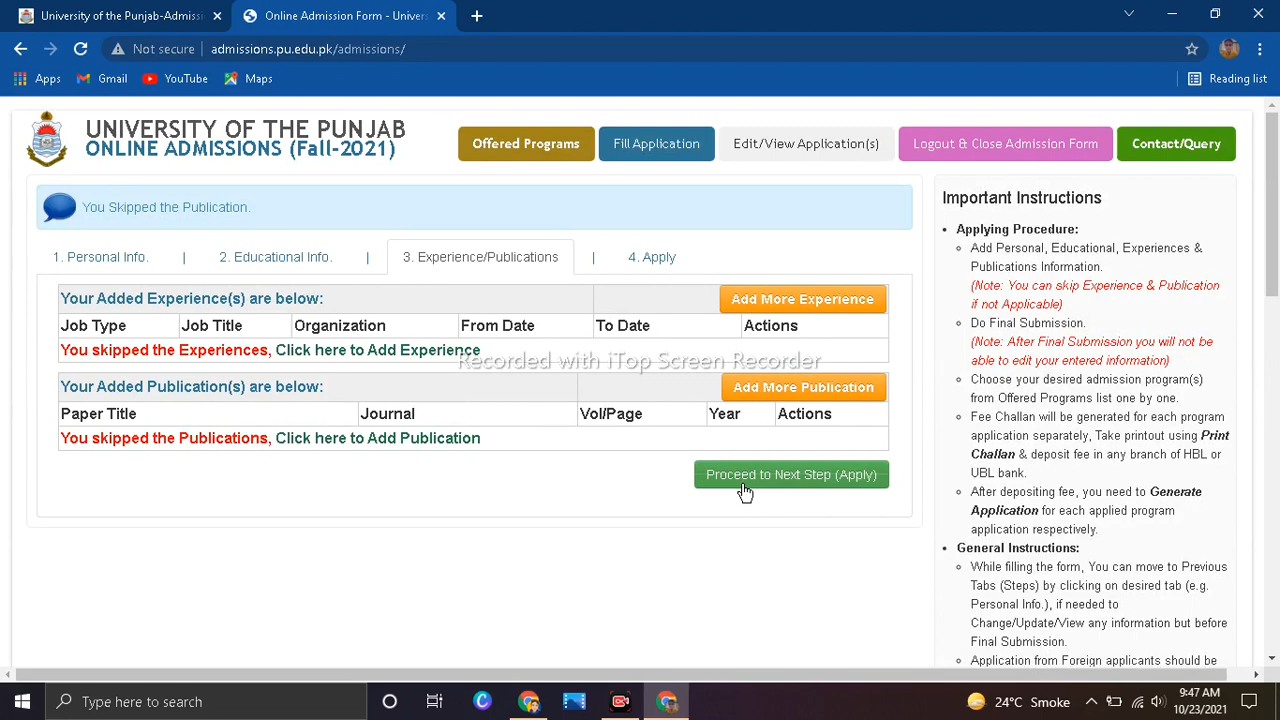 University of the Punjab-Admissi
Online Admission Form - Univers
Not secure
admissions.pu.edu.pk/admissions/
Apps
Gmail
YouTube
Maps
Reading list
UNIVERSITY OF THE PUNJAB
ONLINE ADMISSIONS (Fall-2021)
Offered Programs
Fill Application
Edit/View Application(s)
Logout & Close Admission Form
Contact/Query
You Skipped the Publication.
1. Personal Info. | 2. Educational Info. | 3. Experience/Publications | 4. Apply
Your Added Experience(s) are below:
Add More Experience
Job Type Job Title Organization From Date To Date Actions
You skipped the Experiences, Click here to Add Experience
Recorded with iTop Screen Recorder
Your Added Publication(s) are below:
Add More Publication
Paper Title Journal Vol/Page Year Actions
You skipped the Publications, Click here to Add Publication
Proceed to Next Step (Apply)
Important Instructions
Applying Procedure:
Add Personal, Educational, Experiences &
Publications Information.
(Note: You can skip Experience & Publication
if not Applicable)
Do Final Submission.
(Note: After Final Submission you will not be
able to edit your entered information)
Choose your desired admission program(s)
from Offered Programs list one by one.
Fee Challan will be generated for each program
application separately, Take printout using Print
Challan & deposit fee in any branch of HBL or
UBL bank.
After depositing fee, you need to Generate
Application for each applied program
application respectively.
General Instructions:
While filling the form, You can move to Previous
Tabs (Steps) by clicking on desired tab (e.g.
Personal Info.), if needed to
Change/Update/View any information but before
Final Submission.
Application from Foreign applicants should be
Type here to search
24°C Smoke
9:47 AM
10/23/2021